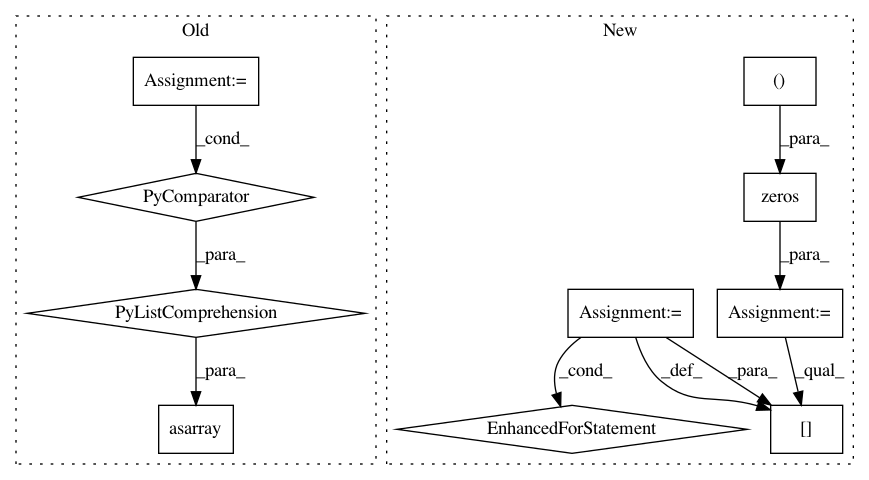 Old
New
Assignment:=
()
_cond_
_para_
PyComparator
zeros
_para_
_para_
PyListComprehension
Assignment:=
Assignment:=
_para_
_cond_
_def_
_para_
_qual_
asarray
EnhancedForStatement
[]